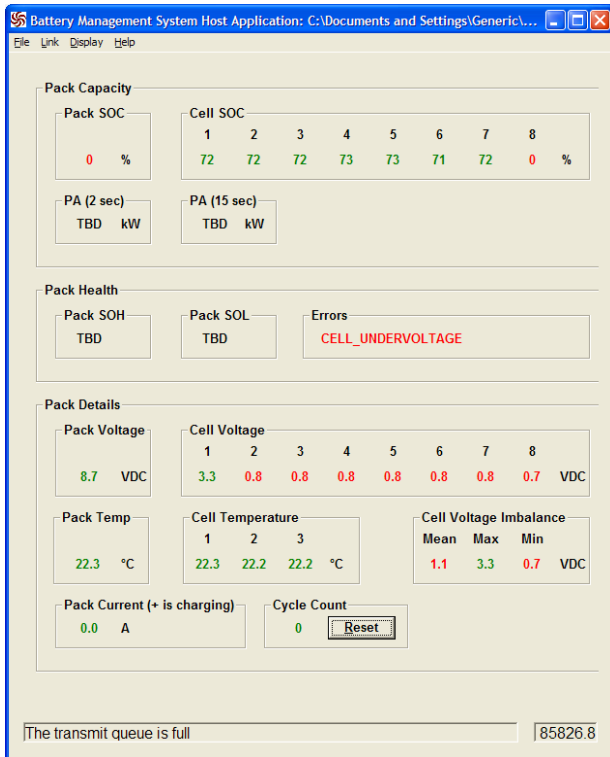 Battery Management System Host Application: C:\Documents and Settings\Generic\...
File Link Display Help
Pack Capacity
Pack SOC Cell SOC
1 2 3 4 5 6 7 8
0 % 72 72 72 73 73 71 72 0 %
PA (2 sec) PA (15 sec)
TBD kW TBD kW
Pack Health
Pack SOH Pack SOL Errors
TBD TBD CELL_UNDERVOLTAGE
Pack Details
Pack Voltage Cell Voltage
1 2 3 4 5 6 7 8
8.7 VDC 3.3 0.8 0.8 0.8 0.8 0.8 0.8 0.7 VDC
Pack Temp Cell Temperature Cell Voltage Imbalance
1 2 3 Mean Max Min
22.3 °C 22.3 22.2 22.2 °C 1.1 3.3 0.7 VDC
Pack Current (+ is charging) Cycle Count
0.0 A 0 Reset
The transmit queue is full 85826.8